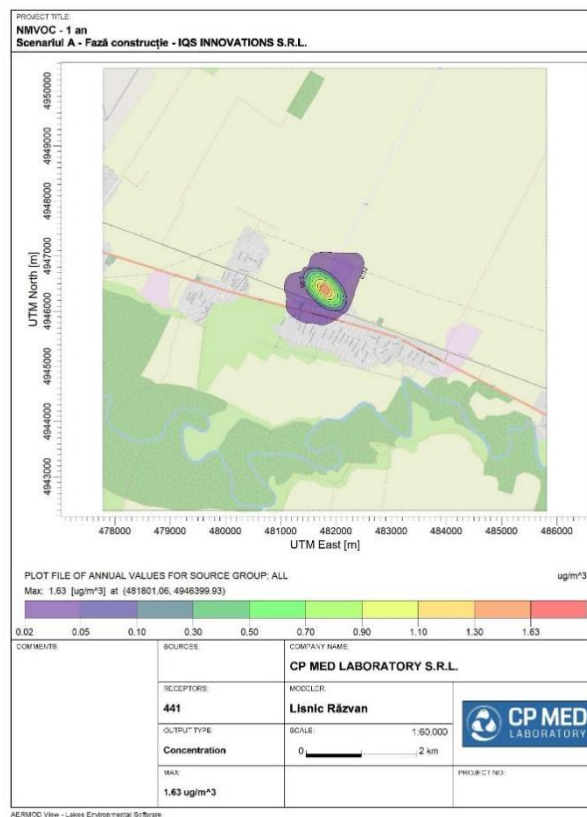 PROJECT TITLE:
NMVOC - 1 an
Scenariul A - Fază construcție - IQS INNOVATIONS S.R.L.
UTM North [m]
4950000
4949000
4948000
4947000
4946000
4945000
4944000
4943000
0.02
478000 479000 480000 481000 482000 483000 484000 485000 486000
UTM East [m]
PLOT FILE OF ANNUAL VALUES FOR SOURCE GROUP: ALL
ug/m^3
Max: 1.63 [ug/m^3] at (481801.06, 4946399.93)
0.02 0.05 0.10 0.30 0.50 0.70 0.90 1.10 1.30 1.63
COMMENTS:
SOURCES:
COMPANY NAME:
CP MED LABORATORY S.R.L.
RECEPTORS:
441
MODELER:
Lisnic Răzvan
OUTPUT TYPE
Concentration
SCALE: 1:60,000
0 2 km
MAX:
1.63 ug/m^3
CP MED
LABORATORY
PROJECT NO:
AERMOD View - Lakes Environmental Software